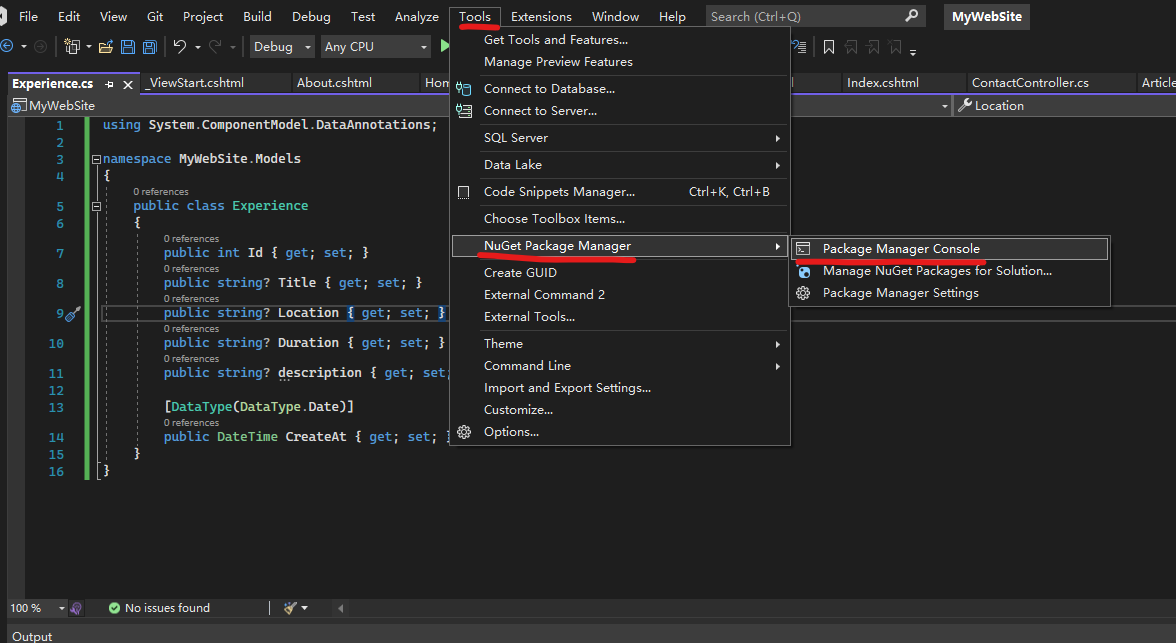 File Edit View Git Project Build Debug Test Analyze Tools Extensions Window Help Search (Ctrl+Q) MyWebSite
Debug Any CPU
Experience.cs _ViewStart.cshtml About.cshtml Hom Index.cshtml ContactController.cs Article
MyWebSite Location
1 using System.ComponentModel.DataAnnotations;
2
3 namespace MyWebSite.Models
4 {
0 references
5 public class Experience
6 {
0 references
7 public int Id { get; set; }
0 references
8 public string? Title { get; set; }
0 references
9 public string? Location { get; set; }
0 references
10 public string? Duration { get; set; }
0 references
11 public string? description { get; set;
12
13 [DataType(DataType.Date)]
0 references
14 public DateTime CreateAt { get; set; }
15 }
16 }
Get Tools and Features...
Manage Preview Features
Connect to Database...
Connect to Server...
SQL Server
Data Lake
Code Snippets Manager... Ctrl+K, Ctrl+B
Choose Toolbox Items...
NuGet Package Manager
Create GUID
External Command 2
External Tools...
Theme
Command Line
Import and Export Settings...
Customize...
Options...
Package Manager Console
Manage NuGet Packages for Solution...
Package Manager Settings
100 % No issues found
Output